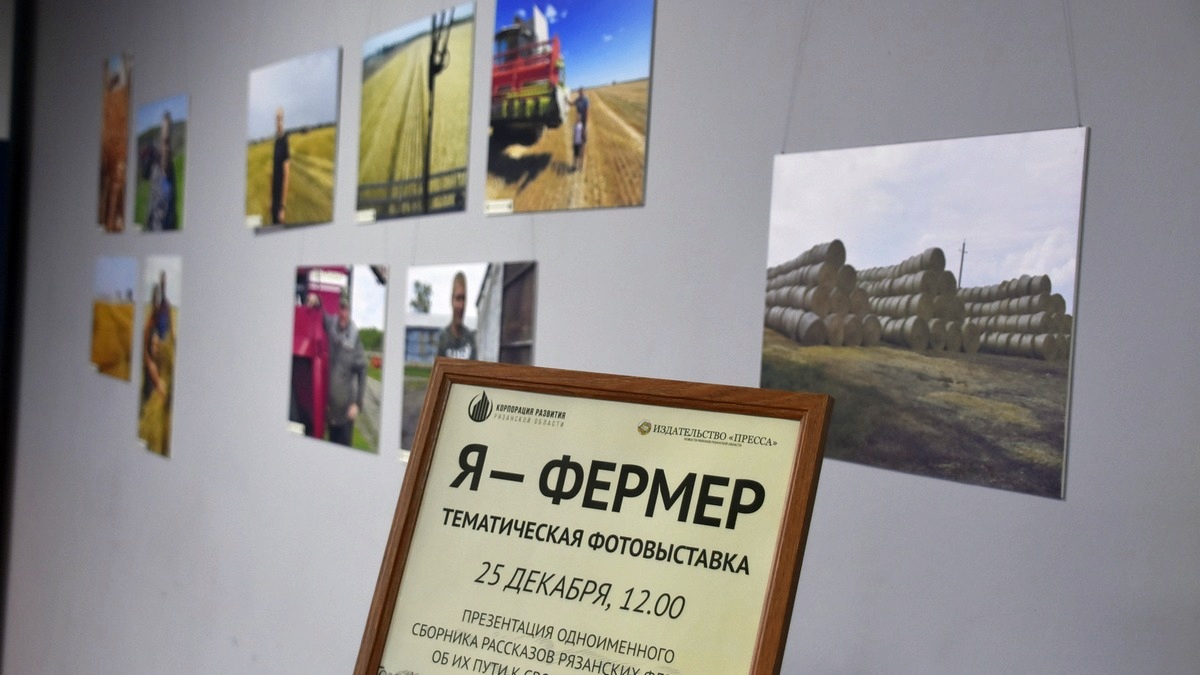 КОРПОРАЦИЯ РАЗВИТИЯ
РЯЗАНСКОЙ ОБЛАСТИ
ИЗДАТЕЛЬСТВО «ПРЕССА»
Я – ФЕРМЕР
ТЕМАТИЧЕСКАЯ ФОТОВЫСТАВКА
25 ДЕКАБРЯ, 12.00
ПРЕЗЕНТАЦИЯ ОДНОИМЕННОГО
СБОРНИКА РАССКАЗОВ РЯЗАНСКИХ
ОБ ИХ ПУТИ К